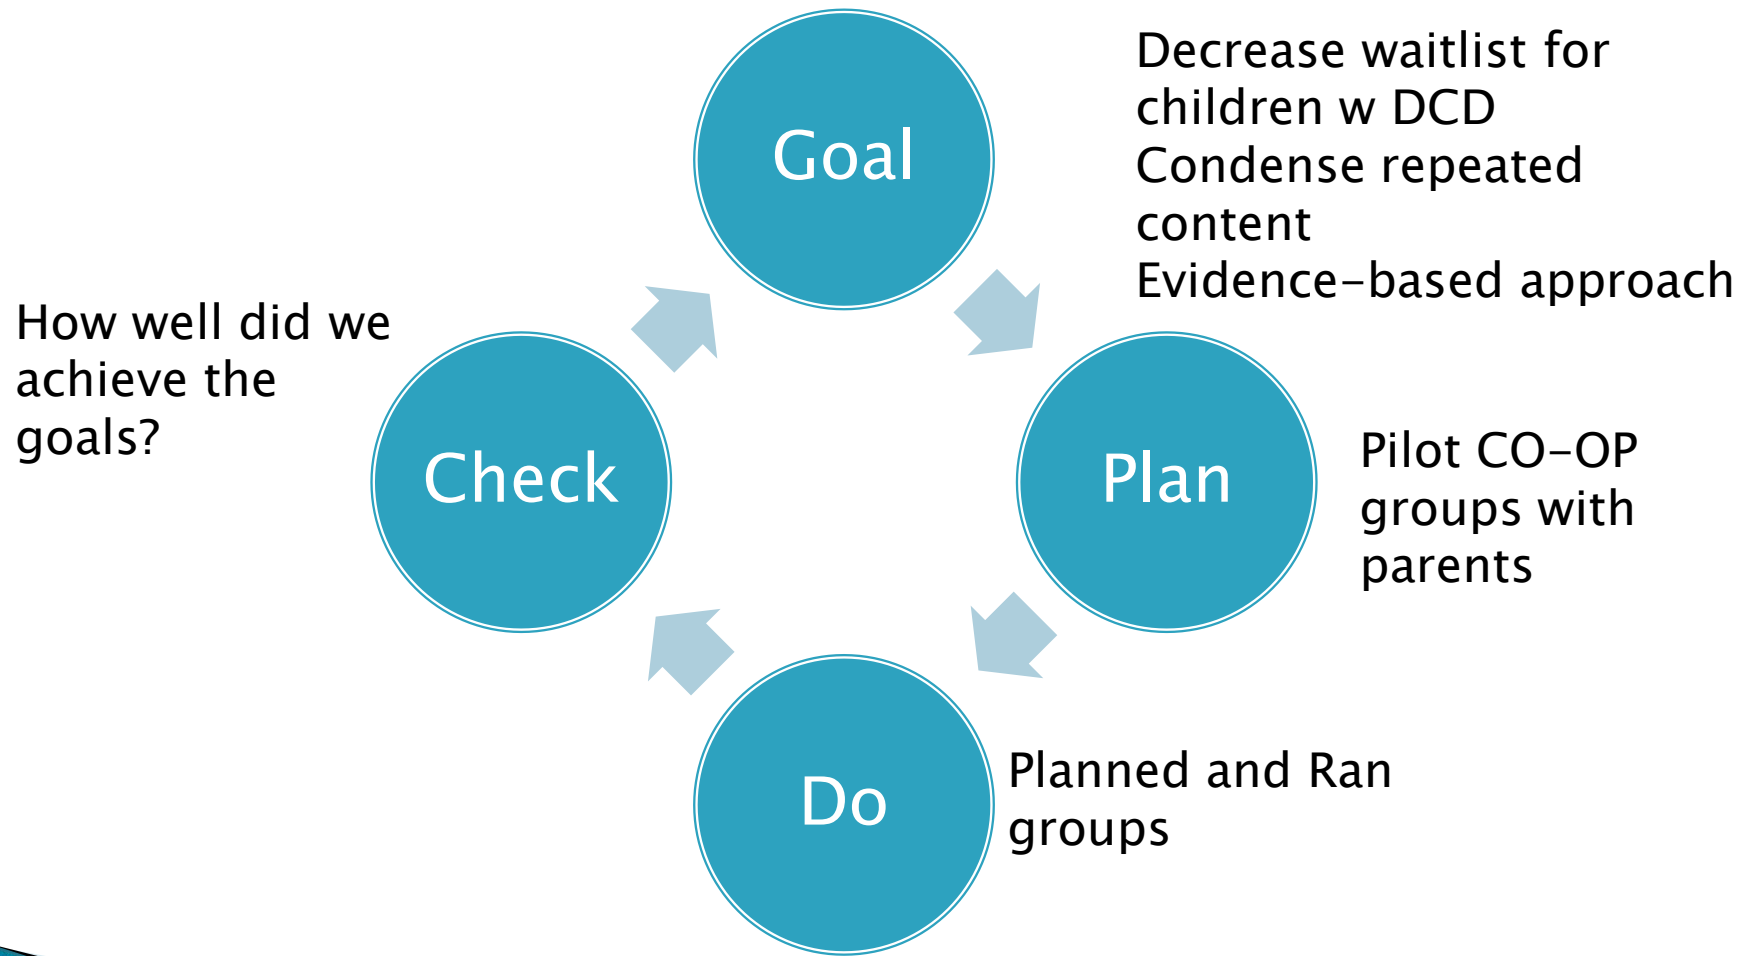 Goal
Decrease waitlist for
children w DCD
Condense repeated
content
Evidence-based approach
Plan
Pilot CO-OP
groups with
parents
Do
Planned and Ran
groups
Check
How well did we
achieve the
goals?